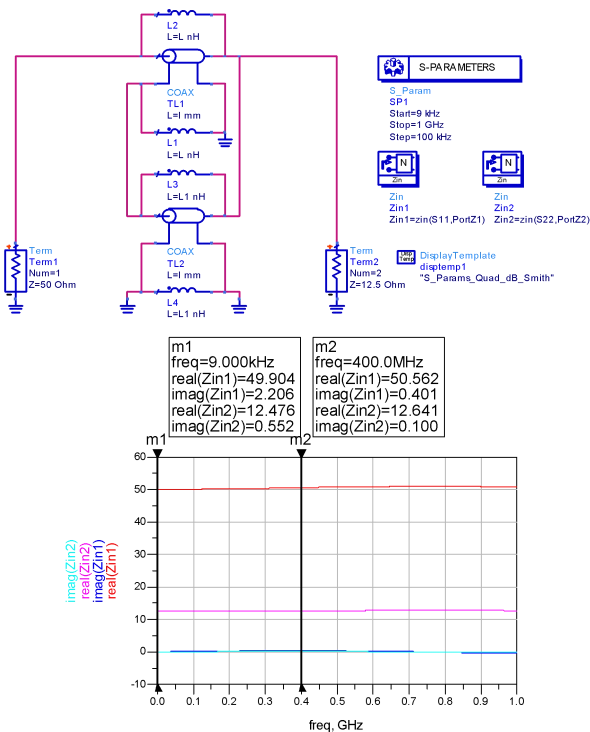 L2
L=L nH
COAX
TL1
L=l mm
L1
L=L nH
L3
L=L1 nH
COAX
TL2
L=l mm
L4
L=L1 nH
Term
Term1
Num=1
Z=50 Ohm
Term
Term2
Num=2
Z=12.5 Ohm
S-PARAMETERS
S_Param
SP1
Start=9 kHz
Stop=1 GHz
Step=100 kHz
N
Zin
Zin
Zin1
Zin1=zin(S11,PortZ1)
N
Zin
Zin
Zin2
Zin2=zin(S22,PortZ2)
Disp
Temp
DisplayTemplate
disptemp1
"S_Params_Quad_dB_Smith"
m1
freq=9.000kHz
real(Zin1)=49.904
imag(Zin1)=2.206
real(Zin2)=12.476
imag(Zin2)=0.552
m2
freq=400.0MHz
real(Zin1)=50.562
imag(Zin1)=0.401
real(Zin2)=12.641
imag(Zin2)=0.100
m1
m2
60
50
40
30
20
10
0
-10
imag(Zin2)
real(Zin2)
imag(Zin1)
real(Zin1)
0.0 0.1 0.2 0.3 0.4 0.5 0.6 0.7 0.8 0.9 1.0
freq, GHz